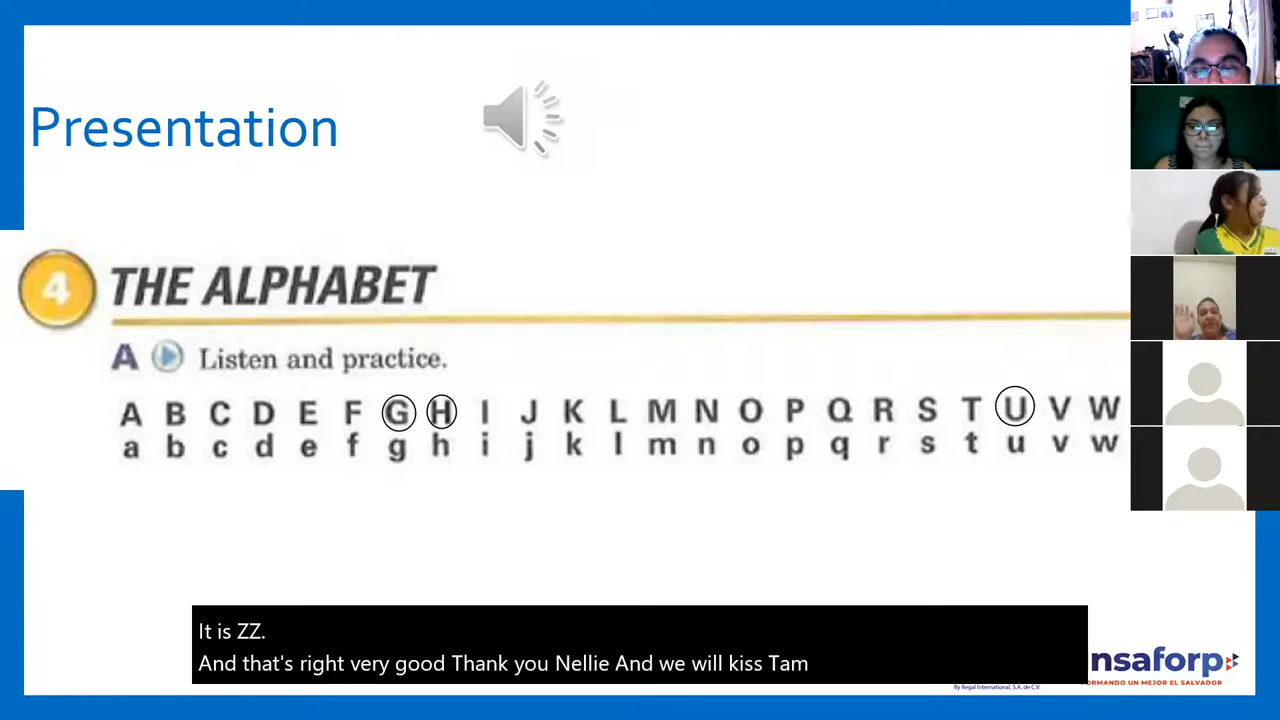 Presentation
4 THE ALPHABET
A Listen and practice.
A B C D E F G H I J K L M N O P Q R S T U V W
a b c d e f g h i j k l m n o p q r s t u v w
It is ZZ.
And that's right very good Thank you Nellie And we will kiss Tam
nsaforp
ORMANDO UN MEJOR EL SALVADOR
By Regal International, S.A. de C.V.